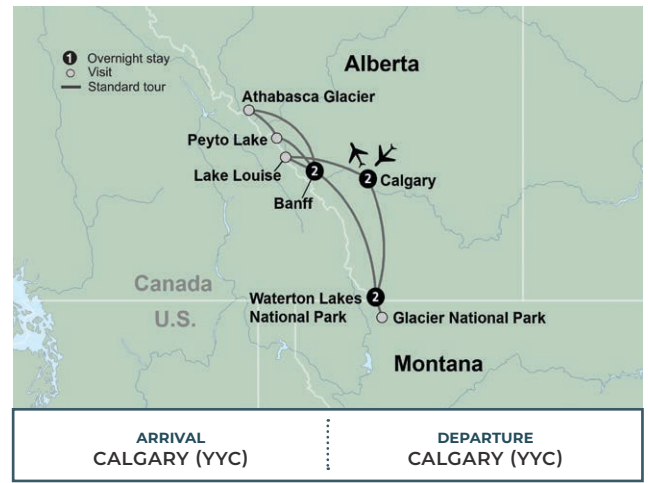 1 Overnight stay
Visit
Standard tour
Alberta
Athabasca Glacier
Peyto Lake
Lake Louise
2
Banff
2 Calgary
Canada
U.S.
Waterton Lakes
National Park
2
Glacier National Park
Montana
ARRIVAL
CALGARY (YYC)
DEPARTURE
CALGARY (YYC)